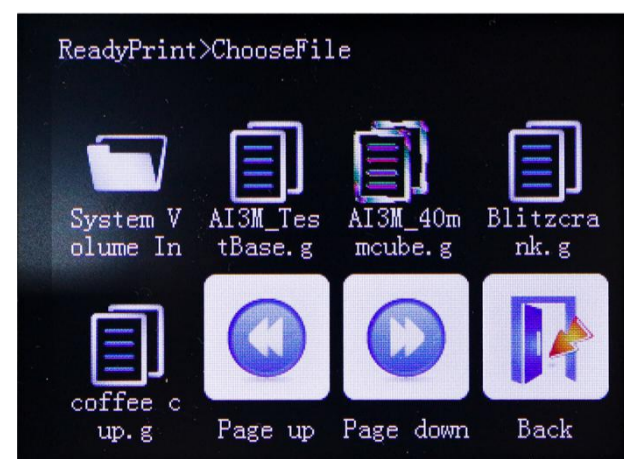 ReadyPrint>ChooseFile
System V
olume In
AI3M_Tes
tBase.g
AI3M_40m
mcube.g
Blitzcra
nk.g
coffee c
up.g
Page up
Page down
Back